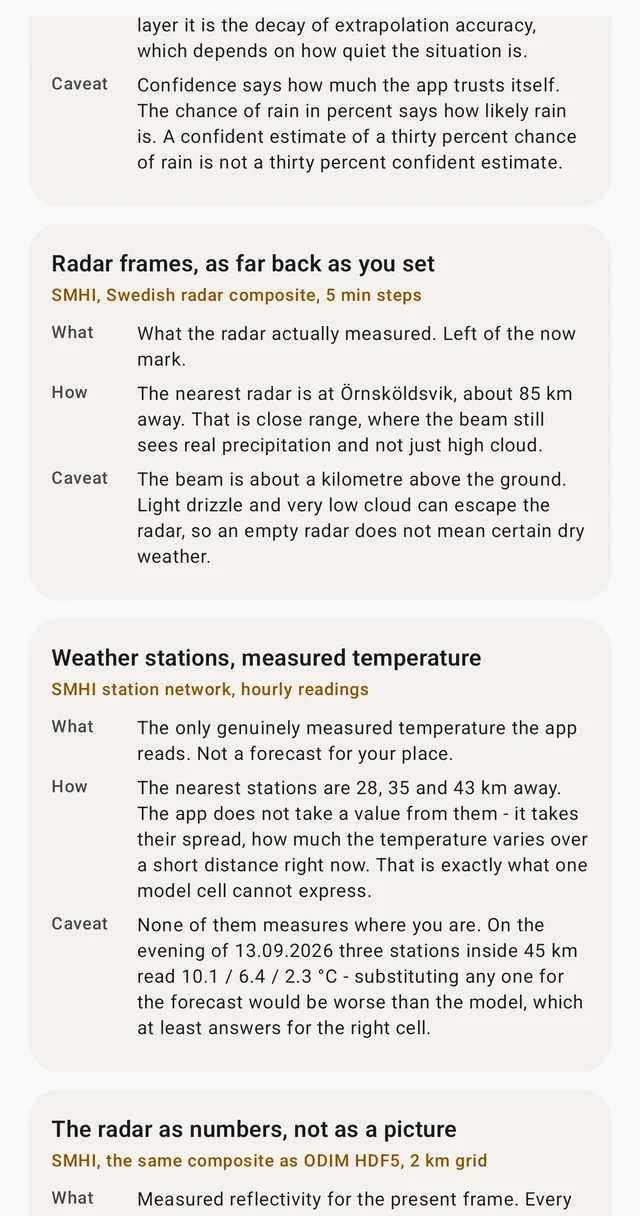 layer it is the decay of extrapolation accuracy,
which depends on how quiet the situation is.
Caveat
Confidence says how much the app trusts itself.
The chance of rain in percent says how likely rain
is. A confident estimate of a thirty percent chance
of rain is not a thirty percent confident estimate.
Radar frames, as far back as you set
SMHI, Swedish radar composite, 5 min steps
What
What the radar actually measured. Left of the now
mark.
How
The nearest radar is at Örnsköldsvik, about 85 km
away. That is close range, where the beam still
sees real precipitation and not just high cloud.
Caveat
The beam is about a kilometre above the ground.
Light drizzle and very low cloud can escape the
radar, so an empty radar does not mean certain dry
weather.
Weather stations, measured temperature
SMHI station network, hourly readings
What
The only genuinely measured temperature the app
reads. Not a forecast for your place.
How
The nearest stations are 28, 35 and 43 km away.
The app does not take a value from them - it takes
their spread, how much the temperature varies over
a short distance right now. That is exactly what one
model cell cannot express.
Caveat
None of them measures where you are. On the
evening of 13.09.2026 three stations inside 45 km
read 10.1 / 6.4 / 2.3 °C - substituting any one for
the forecast would be worse than the model, which
at least answers for the right cell.
The radar as numbers, not as a picture
SMHI, the same composite as ODIM HDF5, 2 km grid
What
Measured reflectivity for the present frame. Every